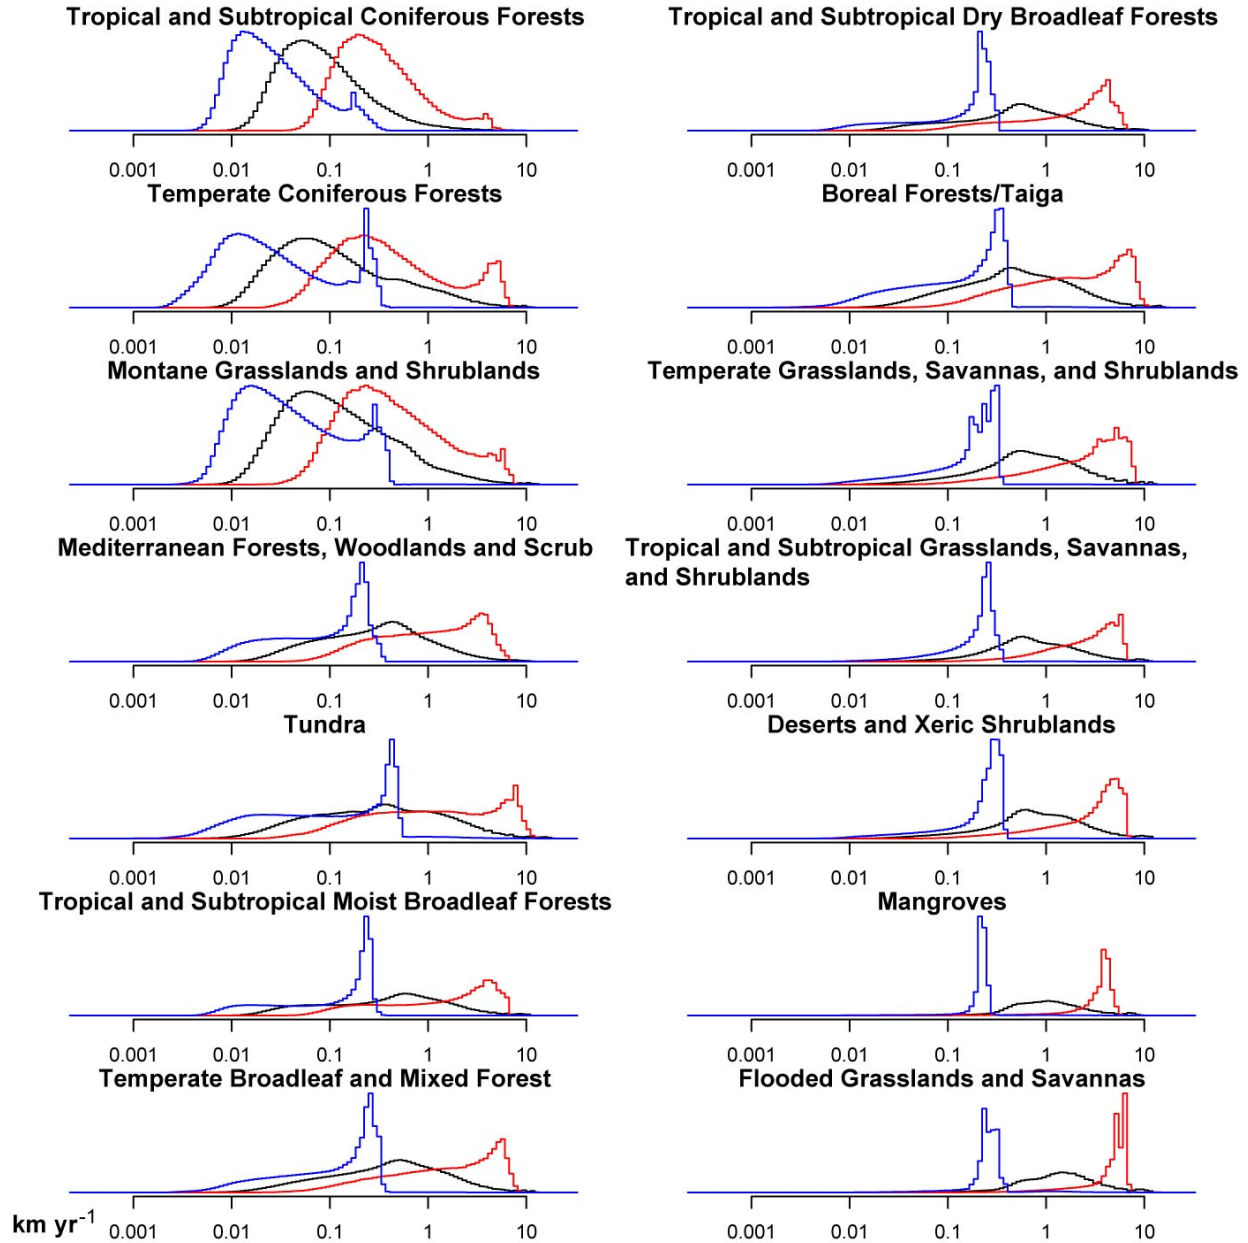 Tropical and Subtropical Coniferous Forests
0.001 0.01 0.1 1 10
Tropical and Subtropical Dry Broadleaf Forests
0.001 0.01 0.1 1 10
Temperate Coniferous Forests
0.001 0.01 0.1 1 10
Boreal Forests/Taiga
0.001 0.01 0.1 1 10
Montane Grasslands and Shrublands
0.001 0.01 0.1 1 10
Temperate Grasslands, Savannas, and Shrublands
0.001 0.01 0.1 1 10
Mediterranean Forests, Woodlands and Scrub
0.001 0.01 0.1 1 10
Tropical and Subtropical Grasslands, Savannas,
and Shrublands
0.001 0.01 0.1 1 10
Tundra
0.001 0.01 0.1 1 10
Deserts and Xeric Shrublands
0.001 0.01 0.1 1 10
Tropical and Subtropical Moist Broadleaf Forests
0.001 0.01 0.1 1 10
Mangroves
0.001 0.01 0.1 1 10
Temperate Broadleaf and Mixed Forest
km yr⁻¹ 0.001 0.01 0.1 1 10
Flooded Grasslands and Savannas
0.001 0.01 0.1 1 10